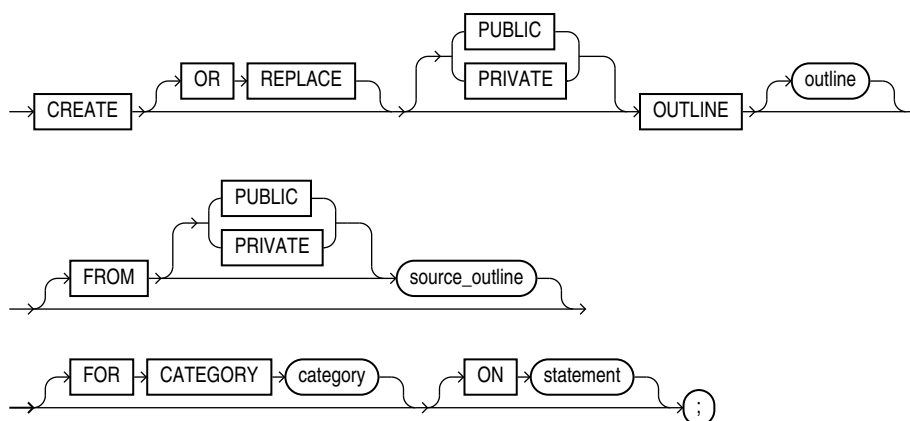 PUBLIC
OR REPLACE PRIVATE outline
CREATE OUTLINE
PUBLIC
PRIVATE
FROM source_outline
FOR CATEGORY category ON statement
;